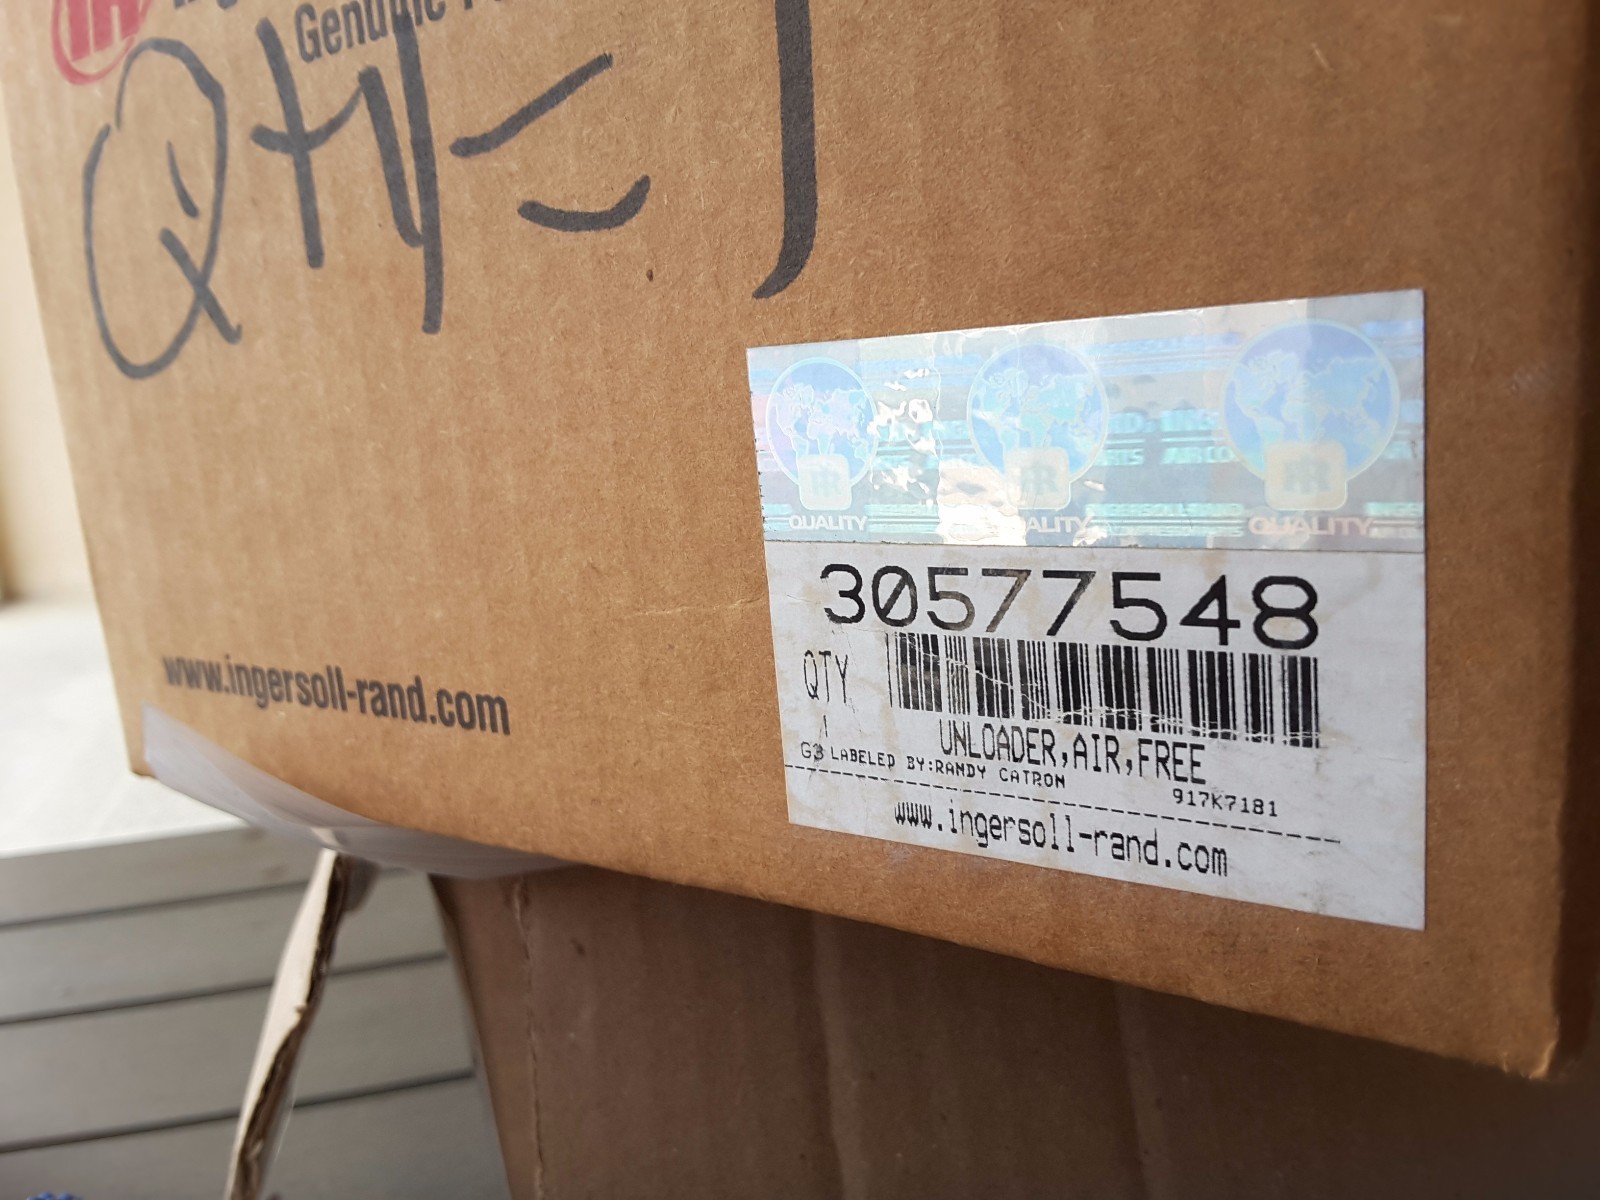 IR
Genuine
Qty = 1
QUALITY QUALITY QUALITY
30577548
QTY
1
UNLOADER,AIR,FREE
G3 LABELED BY:RANDY CATRON
917K7181
www.ingersoll-rand.com
www.ingersoll-rand.com